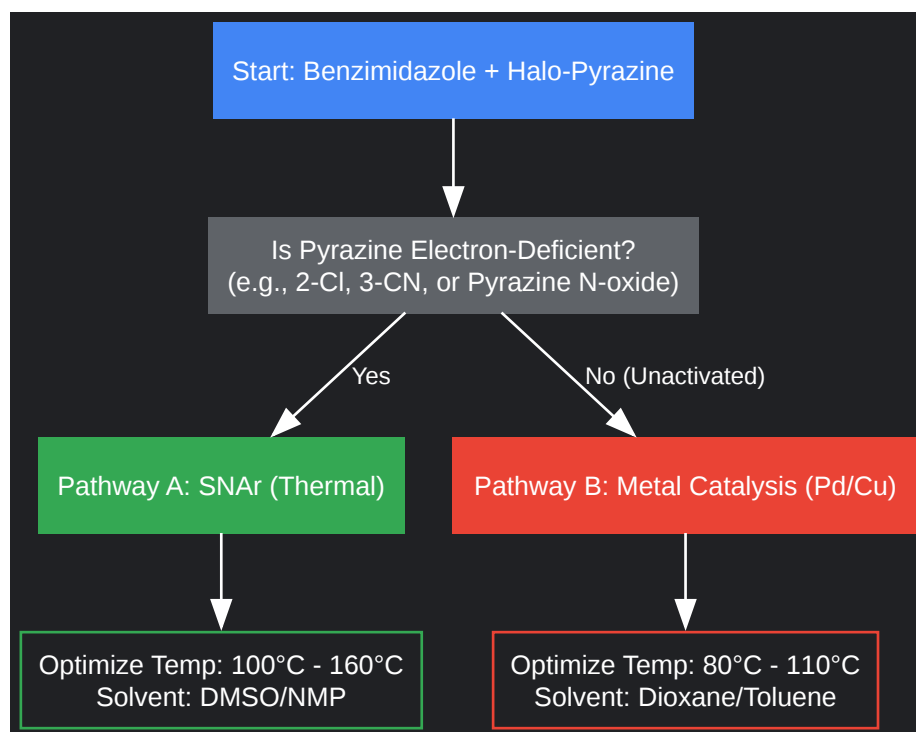 Start: Benzimidazole + Halo-Pyrazine
Is Pyrazine Electron-Deficient?
(e.g., 2-Cl, 3-CN, or Pyrazine N-oxide)
Yes
No (Unactivated)
Pathway A: SNAr (Thermal)
Pathway B: Metal Catalysis (Pd/Cu)
Optimize Temp: 100°C - 160°C
Solvent: DMSO/NMP
Optimize Temp: 80°C - 110°C
Solvent: Dioxane/Toluene